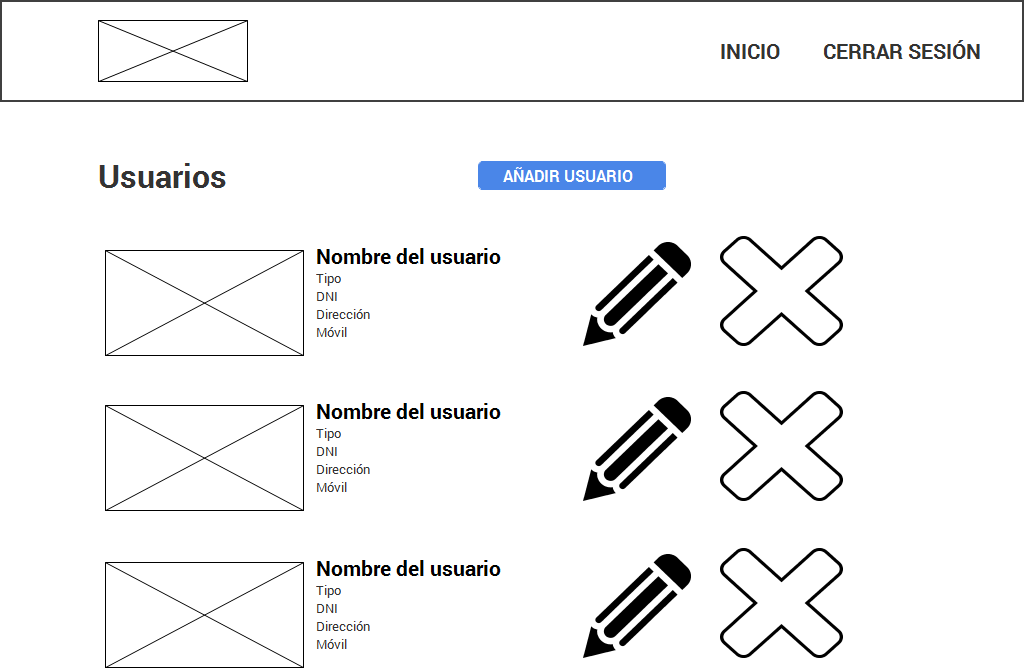 INICIO CERRAR SESIÓN
Usuarios
AÑADIR USUARIO
Nombre del usuario
Tipo
DNI
Dirección
Móvil
Nombre del usuario
Tipo
DNI
Dirección
Móvil
Nombre del usuario
Tipo
DNI
Dirección
Móvil